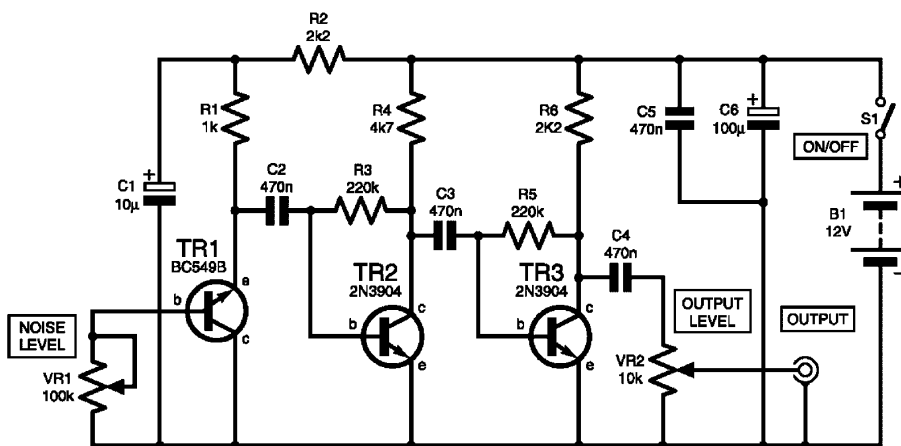 R2
2k2
R1
1k
R4
4k7
R6
2K2
C5
470n
C6
100µ
+
S1
ON/OFF
C1
10µ
+
C2
470n
R3
220k
C3
470n
R5
220k
C4
470n
B1
12V
+
−
TR1
BC549B
TR2
2N3904
TR3
2N3904
b
e
c
b
c
e
b
c
e
NOISE
LEVEL
VR1
100k
OUTPUT
LEVEL
VR2
10k
OUTPUT